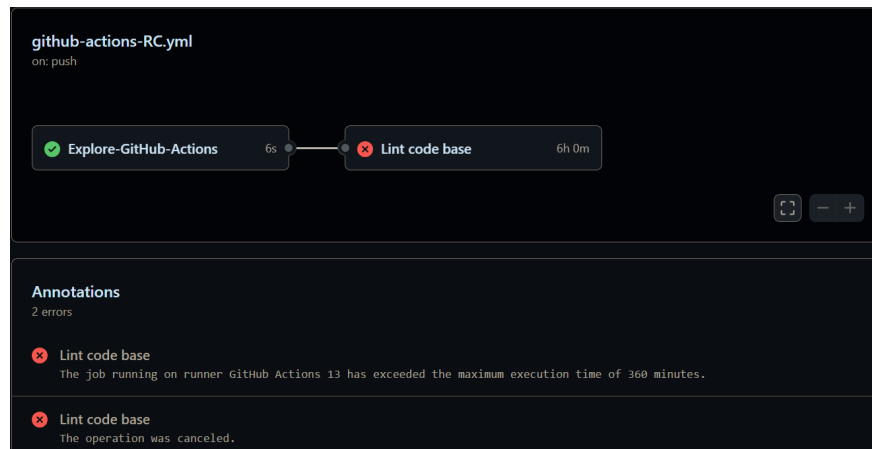 github-actions-RC.yml
on: push
Explore-GitHub-Actions 6s
Lint code base 6h 0m
Annotations
2 errors
Lint code base
The job running on runner GitHub Actions 13 has exceeded the maximum execution time of 360 minutes.
Lint code base
The operation was canceled.